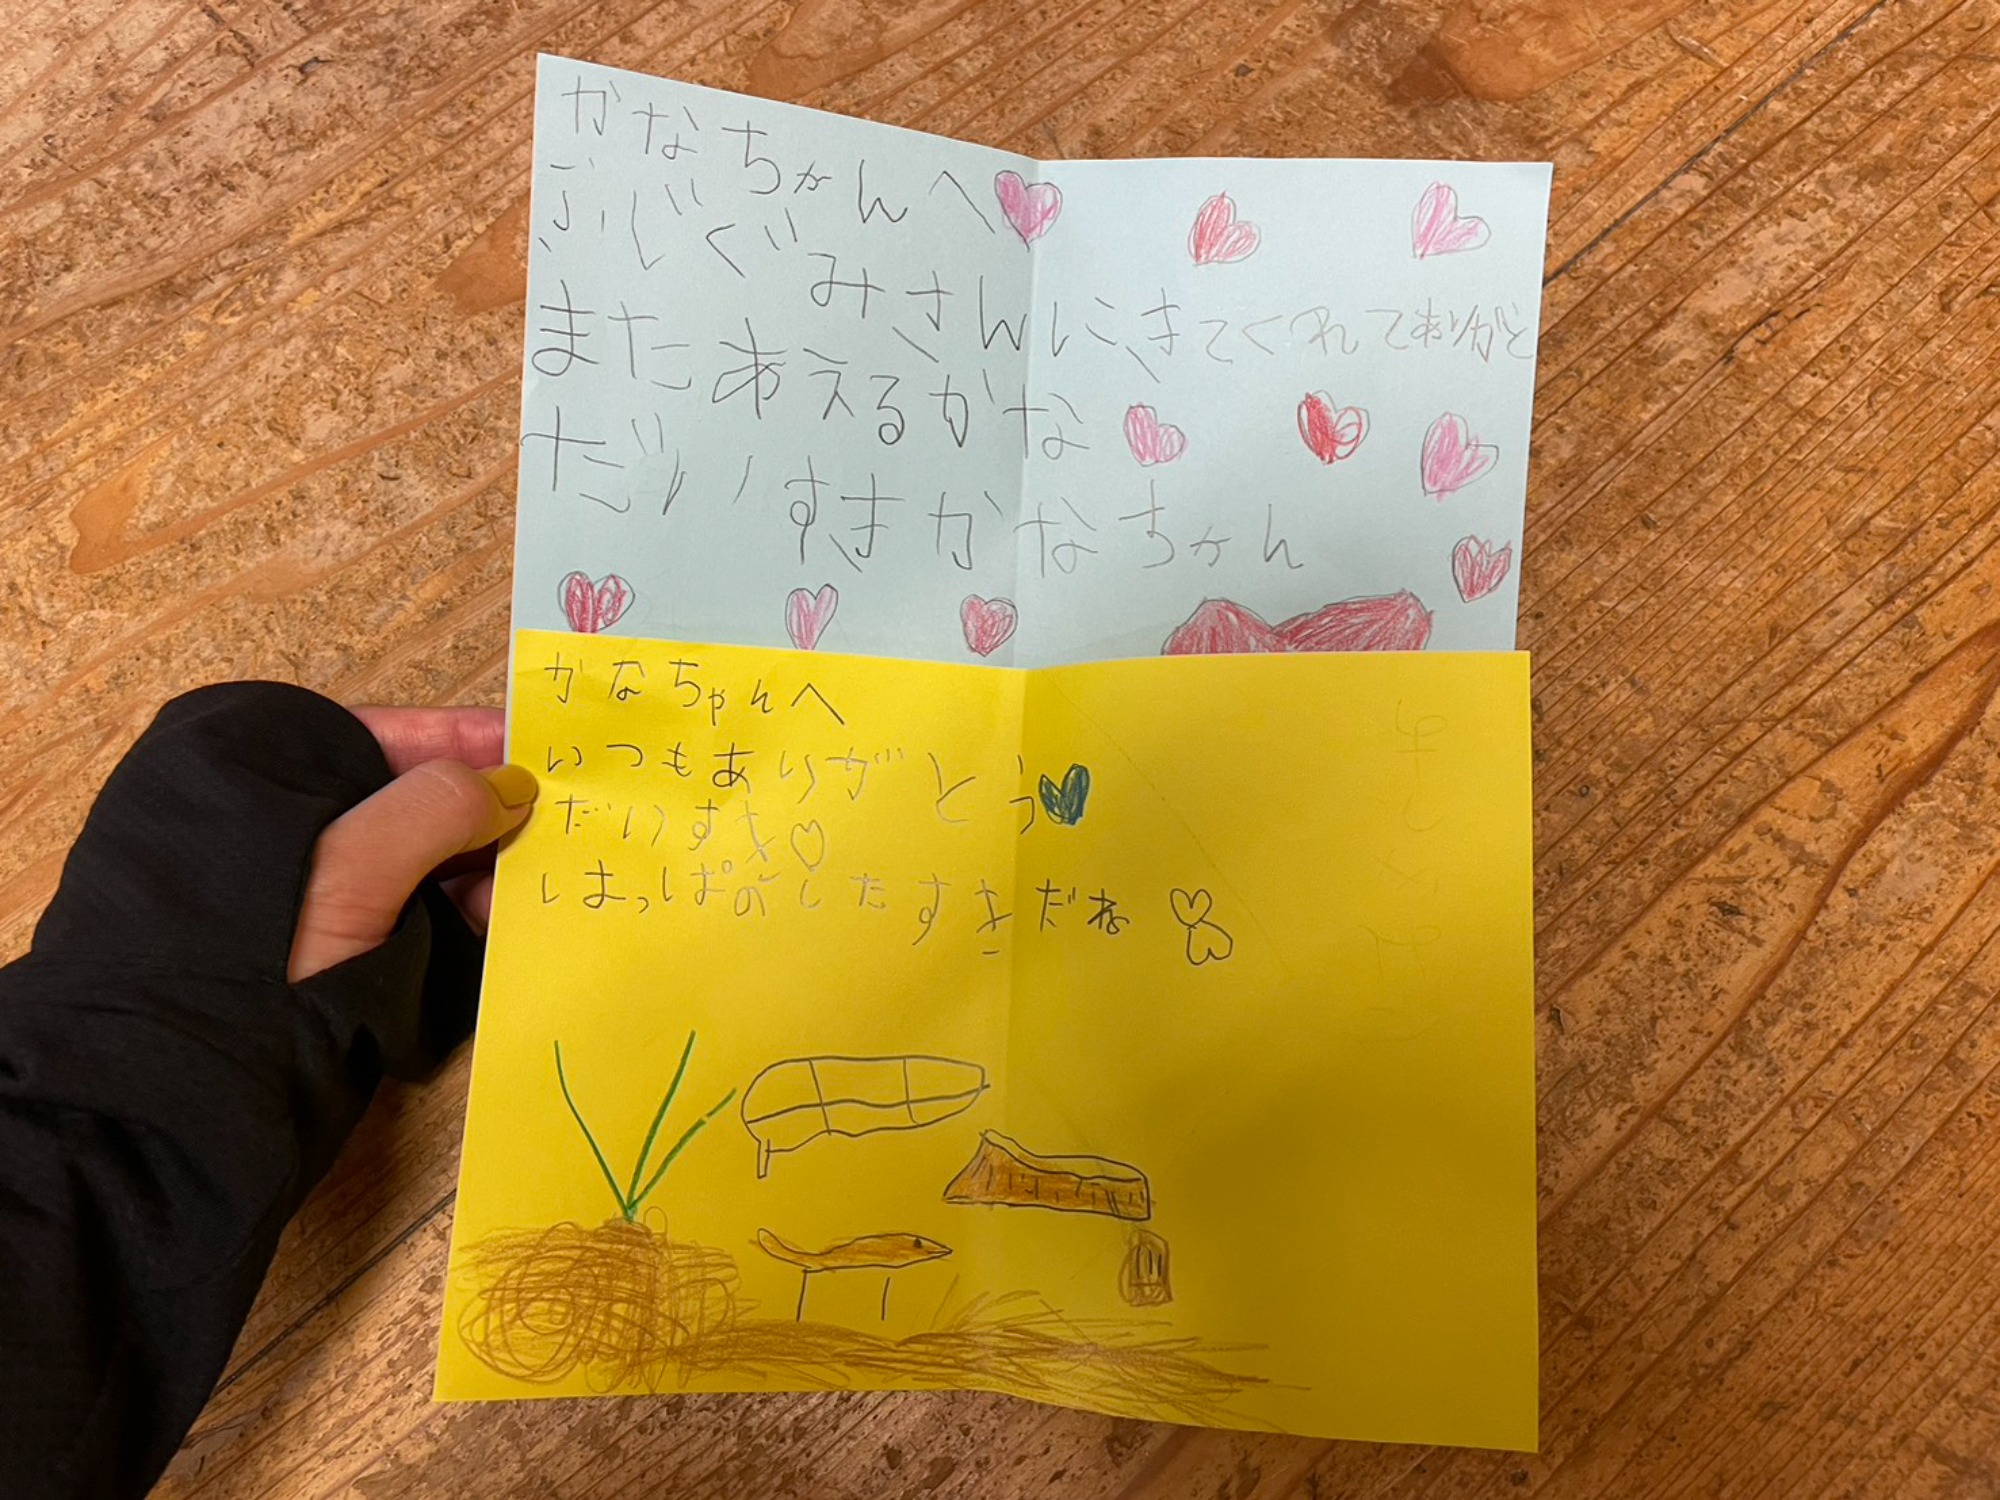 かなちゃんへ
ふじぐみさんにきてくれてありがと
またあえるかな
だいすきかなちゃん
かなちゃんへ
いつもありがとう
だいすき
はっぱのしたすきだね